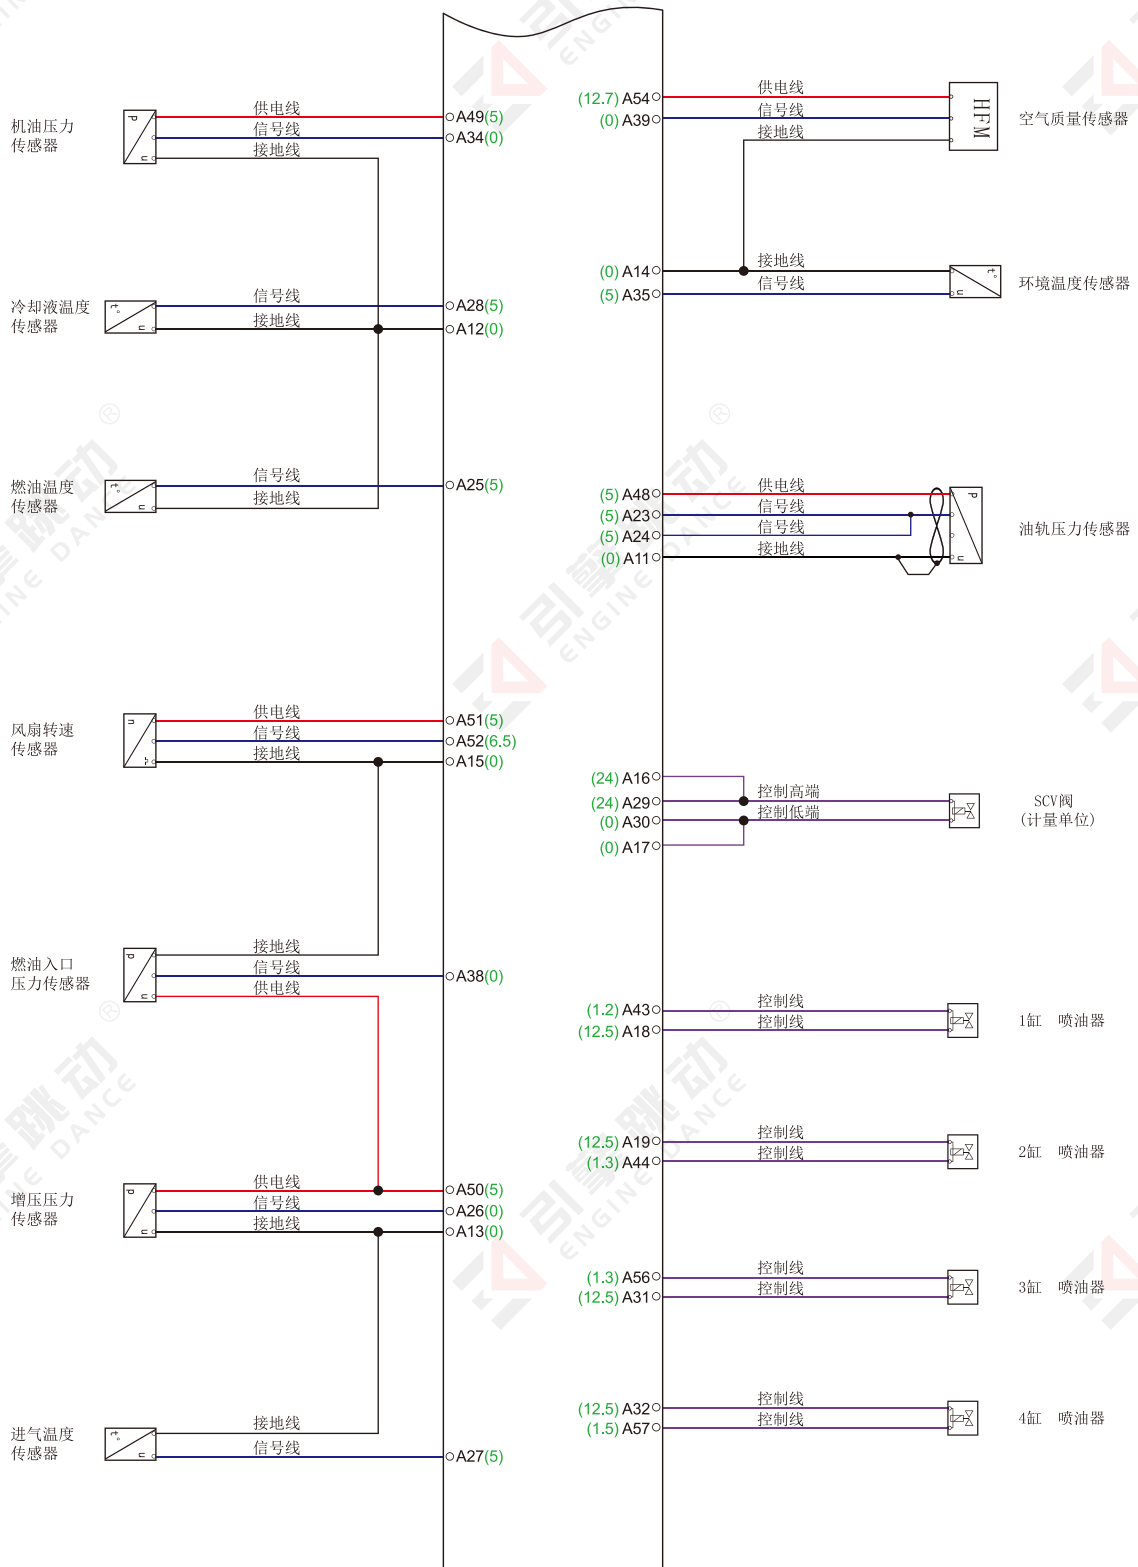 供电线
A49(5)
机油压力
传感器
信号线
A34(0)
接地线
P
u
信号线
A28(5)
冷却液温度
传感器
接地线
A12(0)
t°
u
信号线
A25(5)
燃油温度
传感器
接地线
t°
u
供电线
A51(5)
风扇转速
传感器
信号线
A52(6.5)
接地线
A15(0)
n
接地线
燃油入口
压力传感器
信号线
A38(0)
供电线
p
u
供电线
A50(5)
增压压力
传感器
信号线
A26(0)
接地线
A13(0)
p
u
接地线
进气温度
传感器
信号线
A27(5)
t°
u
(12.7) A54
供电线
(0) A39
信号线
接地线
HFM
空气质量传感器
(0) A14
接地线
(5) A35
信号线
t°
u
环境温度传感器
(5) A48
供电线
(5) A23
信号线
(5) A24
信号线
(0) A11
接地线
P
u
油轨压力传感器
(24) A16
(24) A29
控制高端
(0) A30
控制低端
(0) A17
SCV阀
(计量单位)
(1.2) A43
控制线
(12.5) A18
控制线
1缸 喷油器
(12.5) A19
控制线
(1.3) A44
控制线
2缸 喷油器
(1.3) A56
控制线
(12.5) A31
控制线
3缸 喷油器
(12.5) A32
控制线
(1.5) A57
控制线
4缸 喷油器
引擎跳动
ENGINE DANCE
®